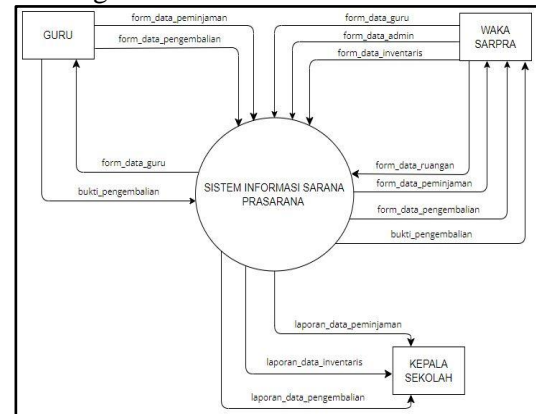 GURU
form_data_peminjaman
form_data_pengembalian
form_data_guru
form_data_admin
form_data_inventaris
WAKA
SARPRA
form_data_guru
bukti_pengembalian
SISTEM INFORMASI SARANA
PRASARANA
form_data_ruangan
form_data_peminjaman
form_data_pengembalian
bukti_pengembalian
laporan_data_peminjaman
laporan_data_inventaris
laporan_data_pengembalian
KEPALA
SEKOLAH